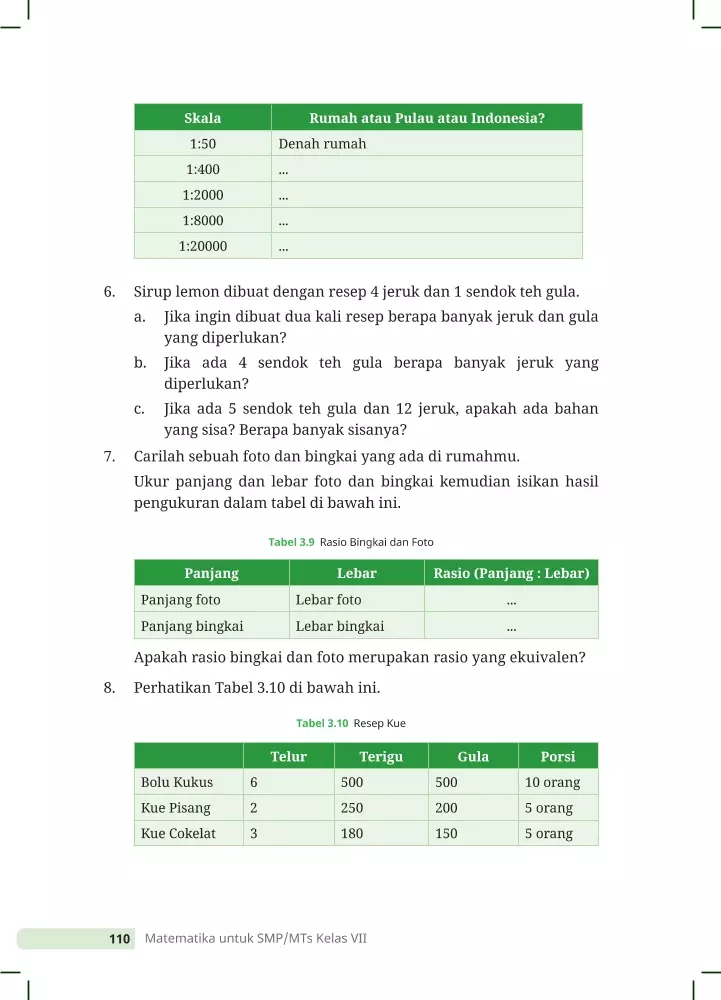 Skala Rumah atau Pulau atau Indonesia?
1:50 Denah rumah
1:400 ...
1:2000 ...
1:8000 ...
1:20000 ...
6. Sirup lemon dibuat dengan resep 4 jeruk dan 1 sendok teh gula.
a. Jika ingin dibuat dua kali resep berapa banyak jeruk dan gula
yang diperlukan?
b. Jika ada 4 sendok teh gula berapa banyak jeruk yang
diperlukan?
c. Jika ada 5 sendok teh gula dan 12 jeruk, apakah ada bahan
yang sisa? Berapa banyak sisanya?
7. Carilah sebuah foto dan bingkai yang ada di rumahmu.
Ukur panjang dan lebar foto dan bingkai kemudian isikan hasil
pengukuran dalam tabel di bawah ini.
Tabel 3.9 Rasio Bingkai dan Foto
Panjang Lebar Rasio (Panjang : Lebar)
Panjang foto Lebar foto ...
Panjang bingkai Lebar bingkai ...
Apakah rasio bingkai dan foto merupakan rasio yang ekuivalen?
8. Perhatikan Tabel 3.10 di bawah ini.
Tabel 3.10 Resep Kue
Telur Terigu Gula Porsi
Bolu Kukus 6 500 500 10 orang
Kue Pisang 2 250 200 5 orang
Kue Cokelat 3 180 150 5 orang
110 Matematika untuk SMP/MTs Kelas VII